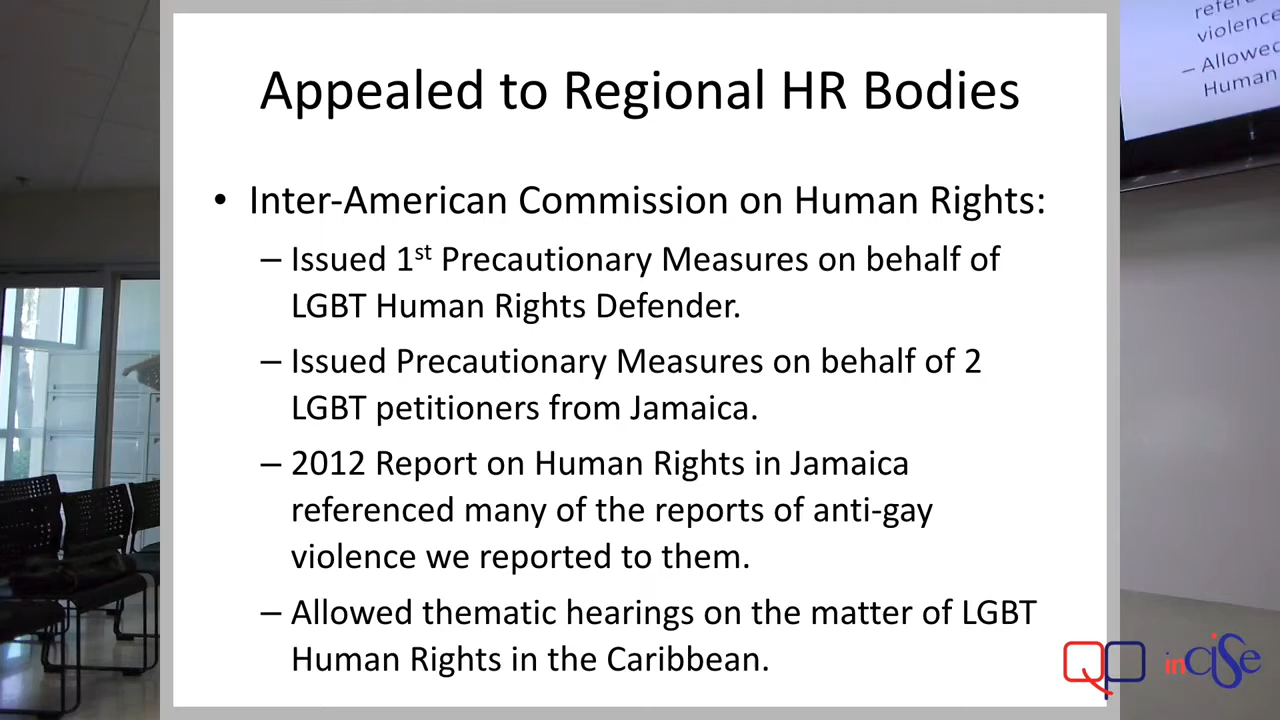 Appealed to Regional HR Bodies
• Inter-American Commission on Human Rights:
– Issued 1st Precautionary Measures on behalf of
LGBT Human Rights Defender.
– Issued Precautionary Measures on behalf of 2
LGBT petitioners from Jamaica.
– 2012 Report on Human Rights in Jamaica
referenced many of the reports of anti-gay
violence we reported to them.
– Allowed thematic hearings on the matter of LGBT
Human Rights in the Caribbean.
violence
– Allowed
Human
QP inCiSe